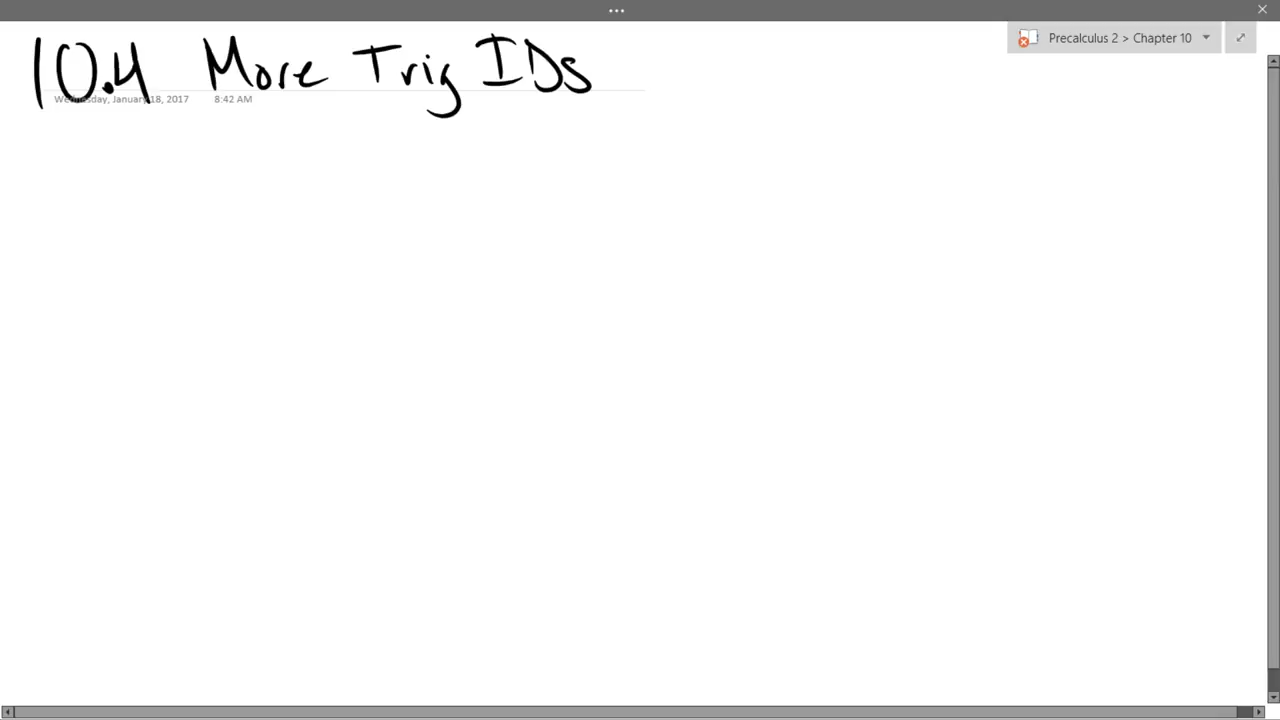 Precalculus 2 > Chapter 10
10.4 More Trig IDs
Wednesday, January 18, 2017 8:42 AM